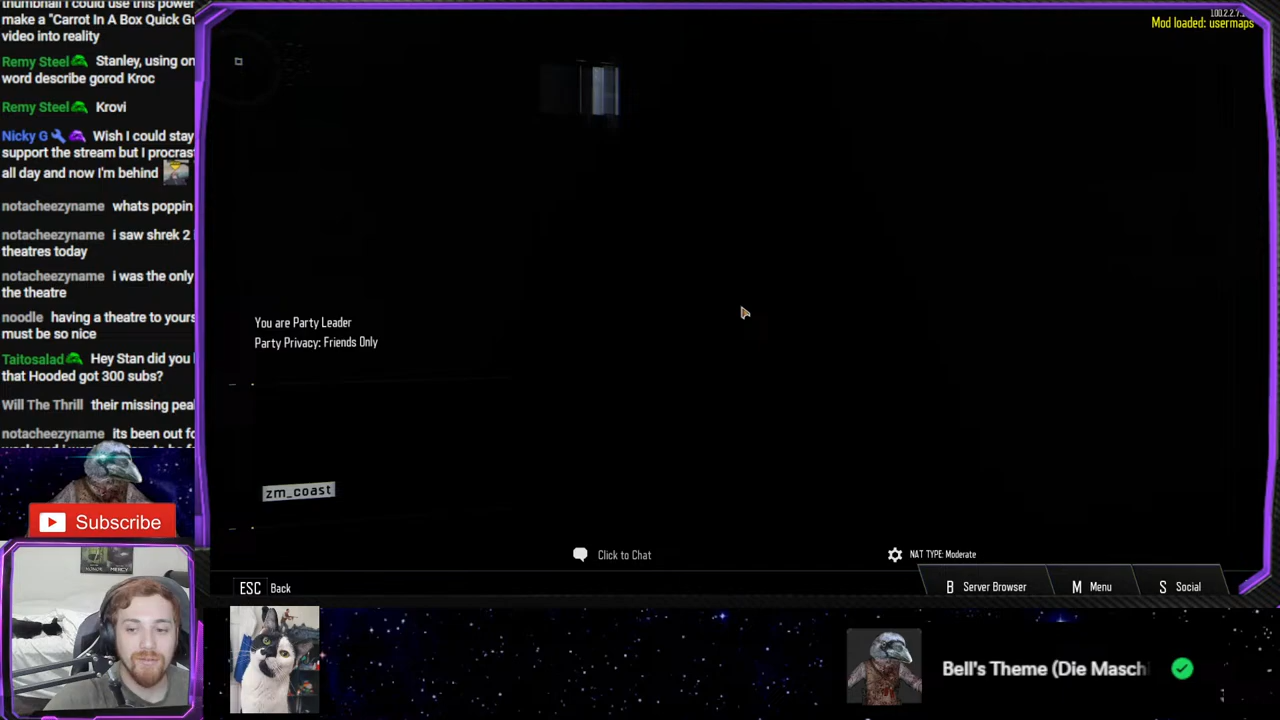 thumbnail I could use this power
make a "Carrot In A Box Quick Gu
video into reality
Remy Steel Stanley, using on
word describe gorod Kroc
Remy Steel Krovi
Nicky G Wish I could stay
support the stream but I procras
all day and now I'm behind
notacheezyname whats poppin
notacheezyname i saw shrek 2 i
theatres today
notacheezyname i was the only
the theatre
noodle having a theatre to yours
must be so nice
Taitosalad Hey Stan did you
that Hooded got 300 subs?
Will The Thrill their missing pea
notacheezyname its been out fo
Subscribe
Mod loaded: usermaps
You are Party Leader
Party Privacy: Friends Only
zm_coast
Click to Chat
NAT TYPE: Moderate
ESC Back
B Server Browser
M Menu
S Social
Bell's Theme (Die Masch